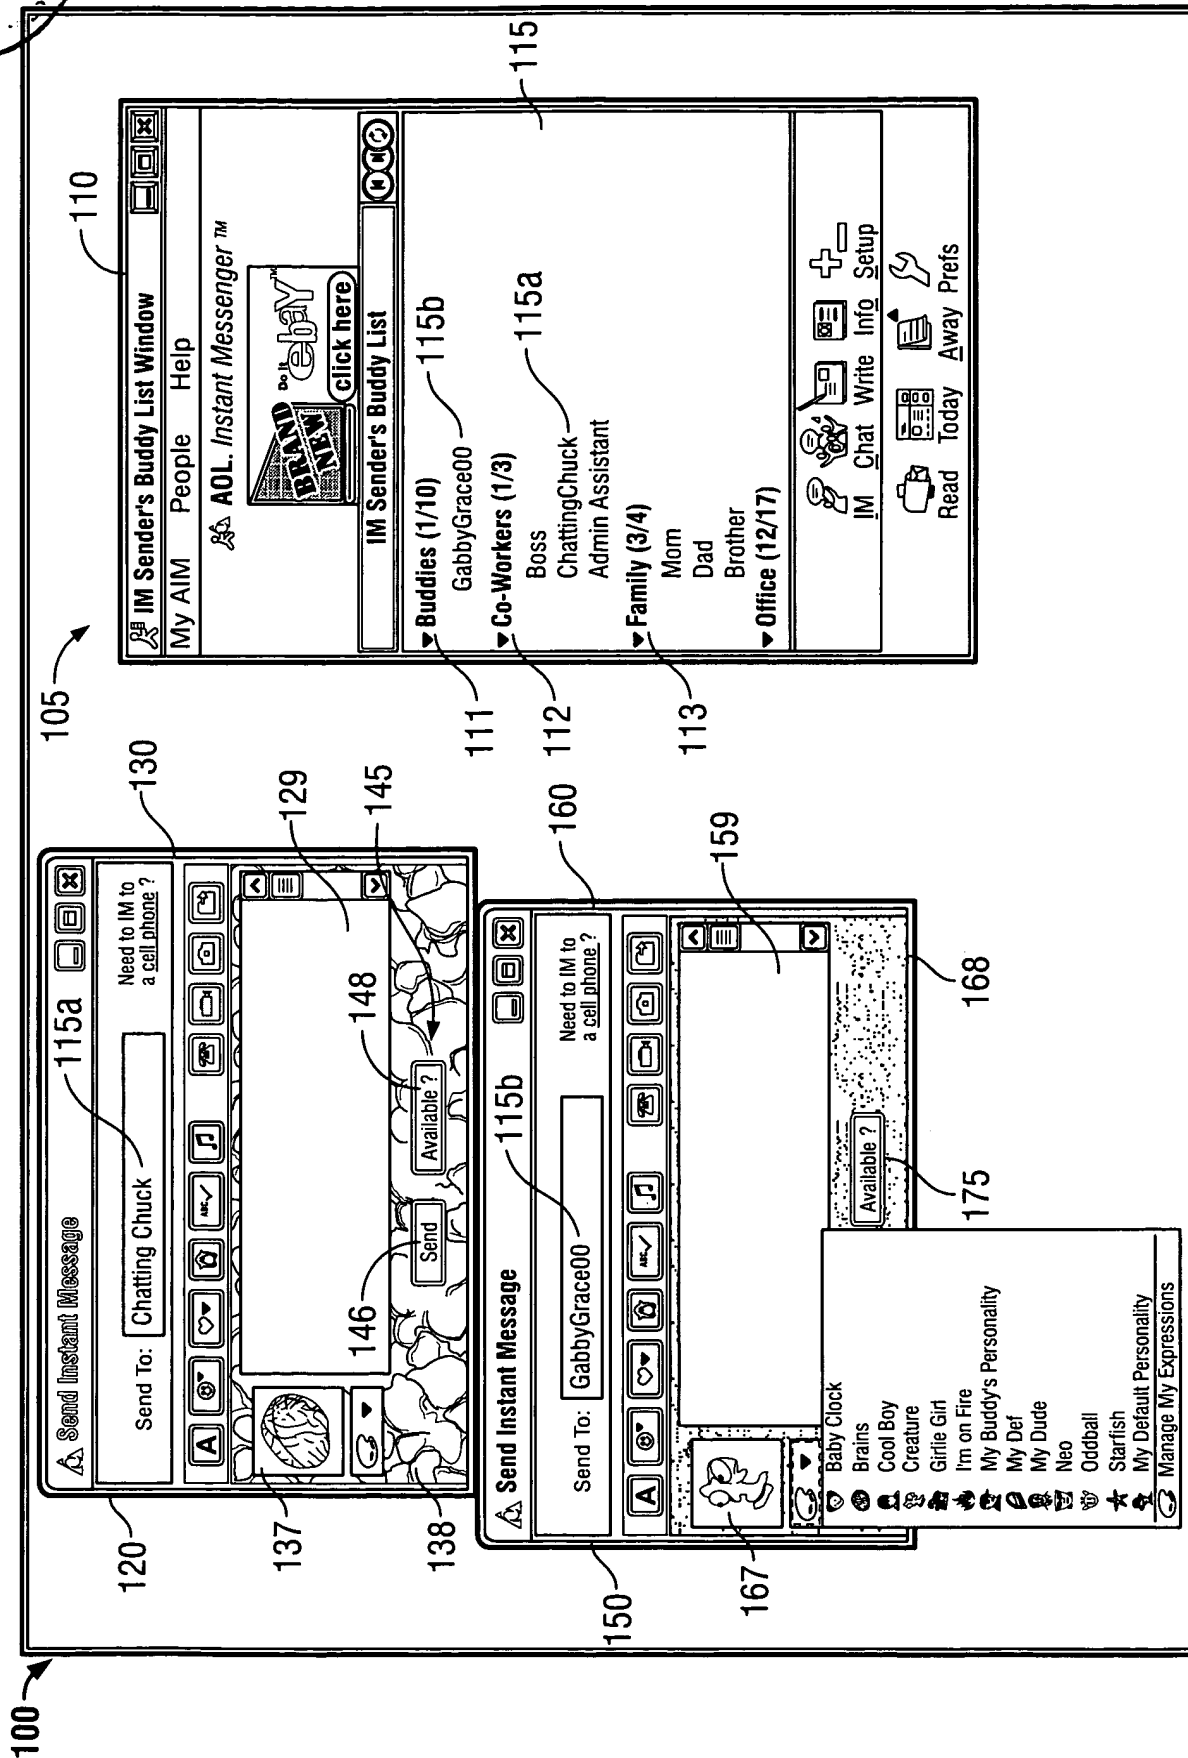 100
105
120
Send Instant Message
115a
130
Send To: Chatting Chuck
Need to IM to
a cell phone ?
A
ABC
137
138
129
145
146
148
Send
Available ?
150
Send Instant Message
115b
160
Send To: GabbyGrace00
Need to IM to
a cell phone ?
A
ABC
167
159
168
Available ?
175
Baby Clock
Brains
Cool Boy
Creature
Girlie Girl
I'm on Fire
My Buddy's Personality
My Def
My Dude
Neo
Oddball
Starfish
My Default Personality
Manage My Expressions
110
IM Sender's Buddy List Window
My AIM People Help
AOL. Instant Messenger TM
BRAND
NEW
Do It
ebaY TM
click here
IM Sender's Buddy List
115
111
Buddies (1/10)
GabbyGrace00
115b
112
Co-Workers (1/3)
Boss
ChattingChuck
115a
Admin Assistant
113
Family (3/4)
Mom
Dad
Brother
Office (12/17)
IM Chat Write Info Setup
Read Today Away Prefs